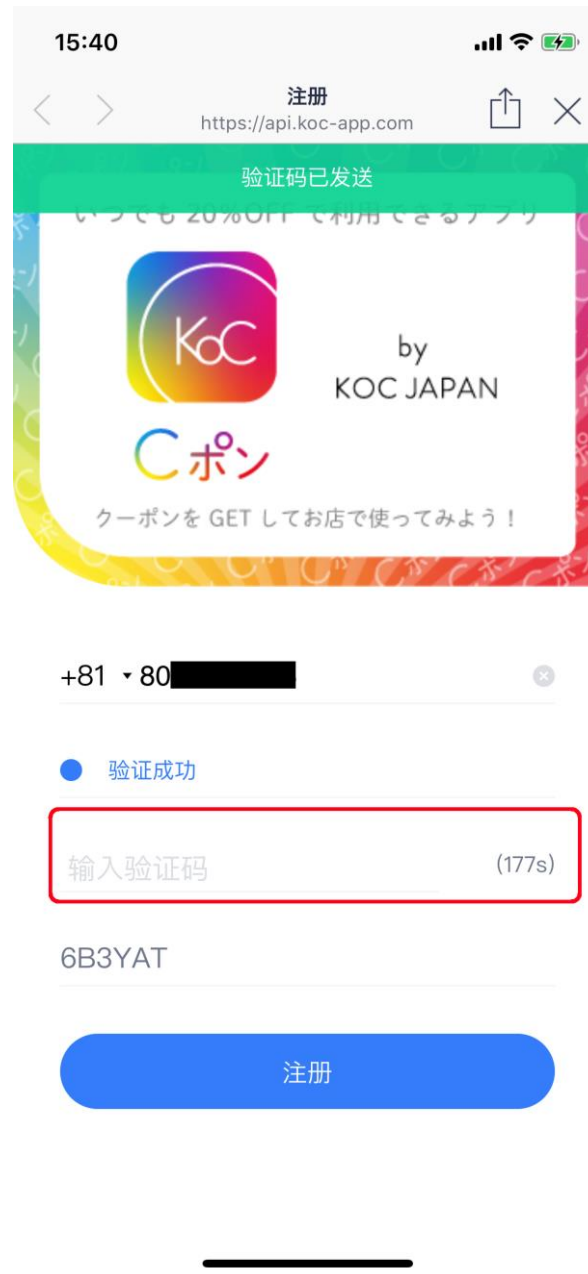 15:40
注册
https://api.koc-app.com
验证码已发送
いつでも 20%OFF で利用できるアプリ
KoC
by
KOC JAPAN
Cポン
クーポンを GET してお店で使ってみよう！
+81 80
验证成功
输入验证码 (177s)
6B3YAT
注册